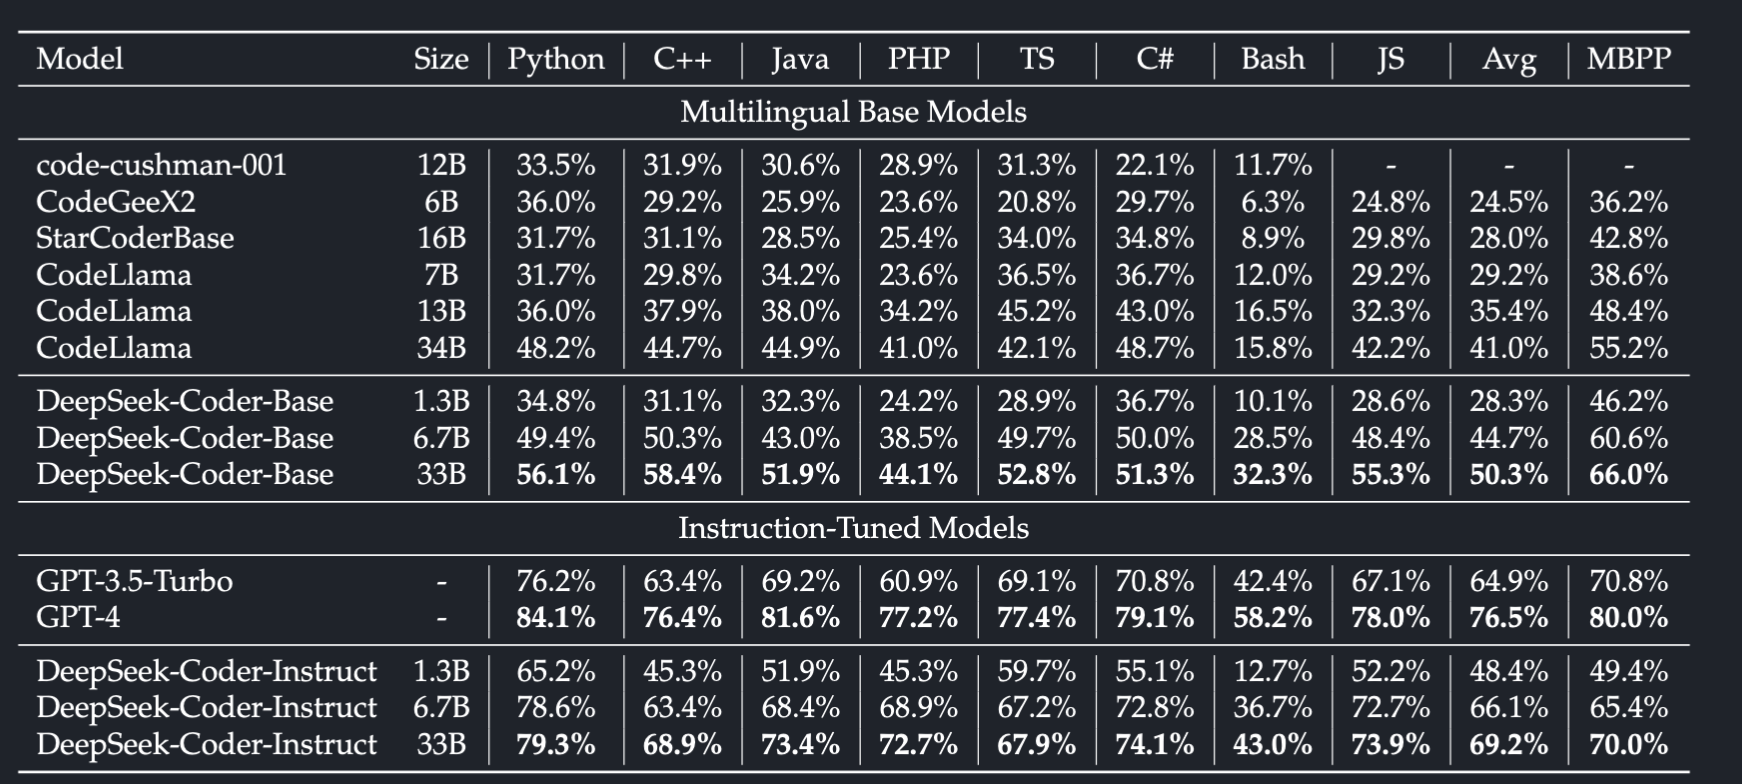 Model Size Python C++ Java PHP TS C# Bash JS Avg MBPP
Multilingual Base Models
code-cushman-001 12B 33.5% 31.9% 30.6% 28.9% 31.3% 22.1% 11.7% - - -
CodeGeeX2 6B 36.0% 29.2% 25.9% 23.6% 20.8% 29.7% 6.3% 24.8% 24.5% 36.2%
StarCoderBase 16B 31.7% 31.1% 28.5% 25.4% 34.0% 34.8% 8.9% 29.8% 28.0% 42.8%
CodeLlama 7B 31.7% 29.8% 34.2% 23.6% 36.5% 36.7% 12.0% 29.2% 29.2% 38.6%
CodeLlama 13B 36.0% 37.9% 38.0% 34.2% 45.2% 43.0% 16.5% 32.3% 35.4% 48.4%
CodeLlama 34B 48.2% 44.7% 44.9% 41.0% 42.1% 48.7% 15.8% 42.2% 41.0% 55.2%
DeepSeek-Coder-Base 1.3B 34.8% 31.1% 32.3% 24.2% 28.9% 36.7% 10.1% 28.6% 28.3% 46.2%
DeepSeek-Coder-Base 6.7B 49.4% 50.3% 43.0% 38.5% 49.7% 50.0% 28.5% 48.4% 44.7% 60.6%
DeepSeek-Coder-Base 33B 56.1% 58.4% 51.9% 44.1% 52.8% 51.3% 32.3% 55.3% 50.3% 66.0%
Instruction-Tuned Models
GPT-3.5-Turbo - 76.2% 63.4% 69.2% 60.9% 69.1% 70.8% 42.4% 67.1% 64.9% 70.8%
GPT-4 - 84.1% 76.4% 81.6% 77.2% 77.4% 79.1% 58.2% 78.0% 76.5% 80.0%
DeepSeek-Coder-Instruct 1.3B 65.2% 45.3% 51.9% 45.3% 59.7% 55.1% 12.7% 52.2% 48.4% 49.4%
DeepSeek-Coder-Instruct 6.7B 78.6% 63.4% 68.4% 68.9% 67.2% 72.8% 36.7% 72.7% 66.1% 65.4%
DeepSeek-Coder-Instruct 33B 79.3% 68.9% 73.4% 72.7% 67.9% 74.1% 43.0% 73.9% 69.2% 70.0%